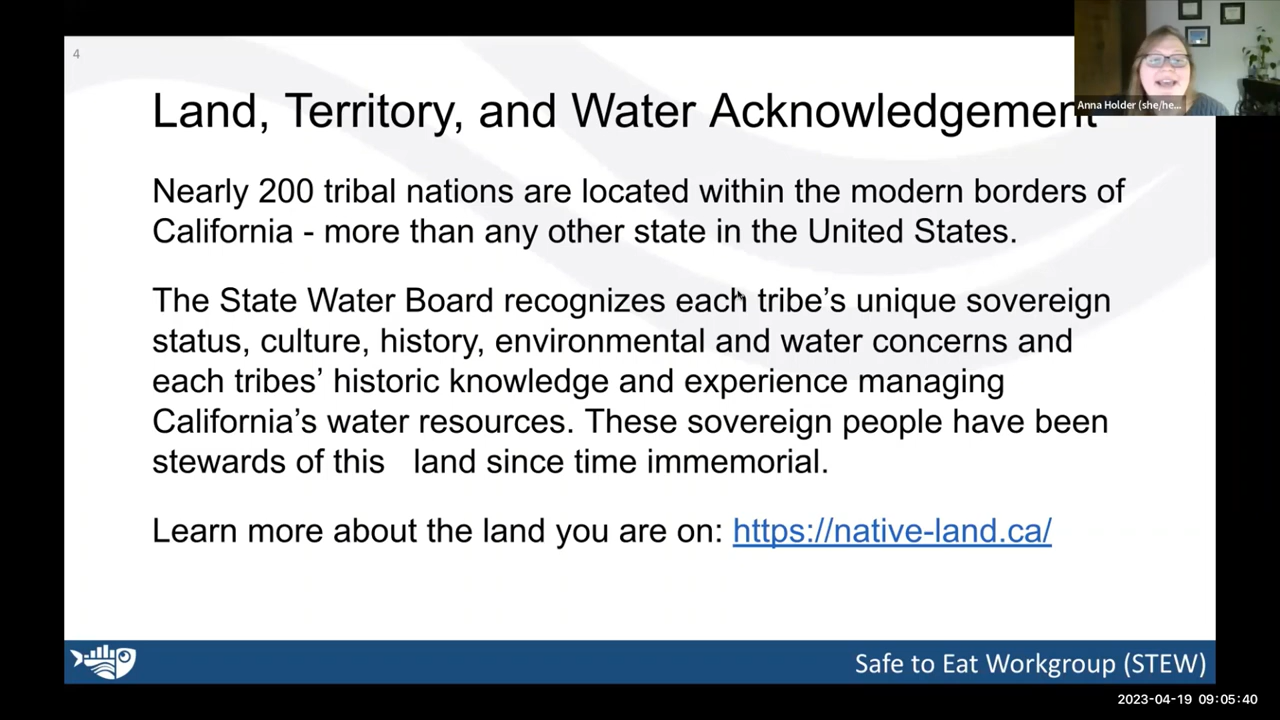 4
Anna Holder (she/he...
Land, Territory, and Water Acknowledgement
Nearly 200 tribal nations are located within the modern borders of
California - more than any other state in the United States.
The State Water Board recognizes each tribe’s unique sovereign
status, culture, history, environmental and water concerns and
each tribes’ historic knowledge and experience managing
California’s water resources. These sovereign people have been
stewards of this   land since time immemorial.
Learn more about the land you are on: https://native-land.ca/
Safe to Eat Workgroup (STEW)
2023-04-19 09:05:40